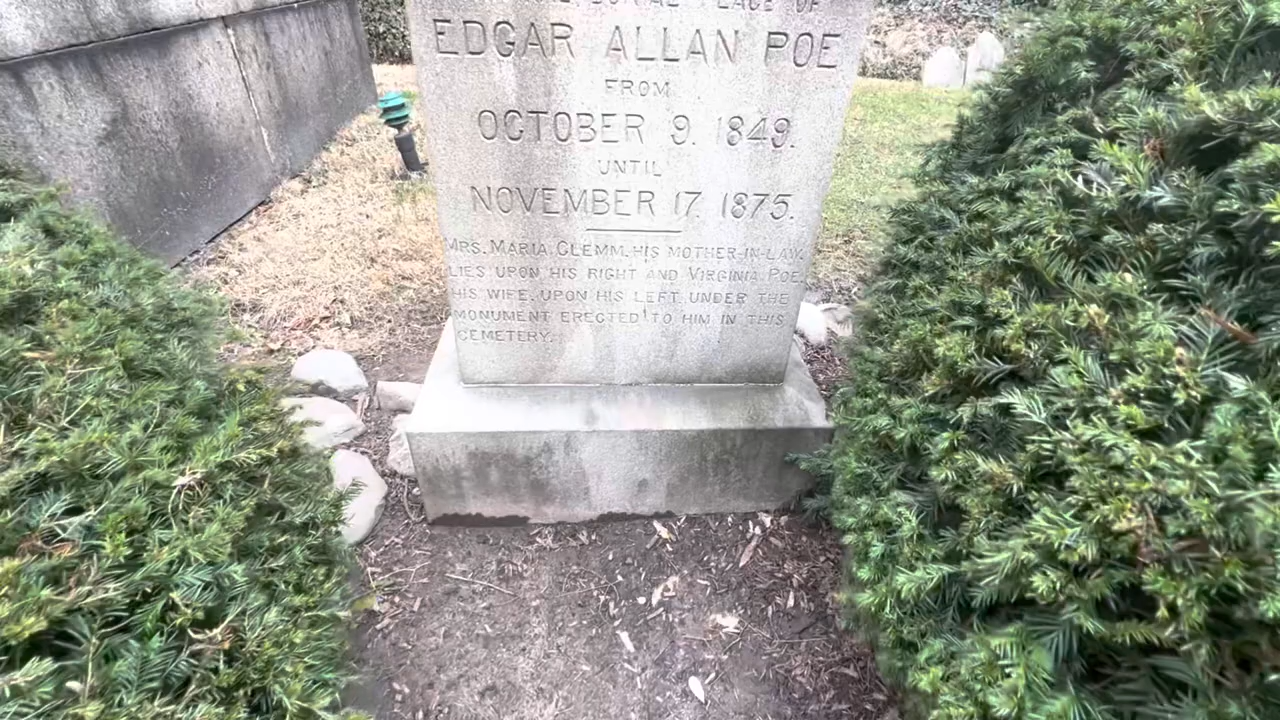 PLACE OF
EDGAR ALLAN POE
FROM
OCTOBER 9. 1849.
UNTIL
NOVEMBER 17. 1875.
MRS. MARIA CLEMM, HIS MOTHER-IN-LAW,
LIES UPON HIS RIGHT AND VIRGINIA POE,
HIS WIFE, UPON HIS LEFT, UNDER THE
MONUMENT ERECTED TO HIM IN THIS
CEMETERY.